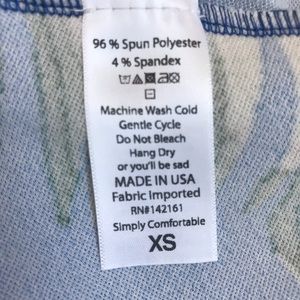 96 % Spun Polyester
4 % Spandex
Machine Wash Cold
Gentle Cycle
Do Not Bleach
Hang Dry
or you'll be sad
MADE IN USA
Fabric Imported
RN#142161
Simply Comfortable
XS